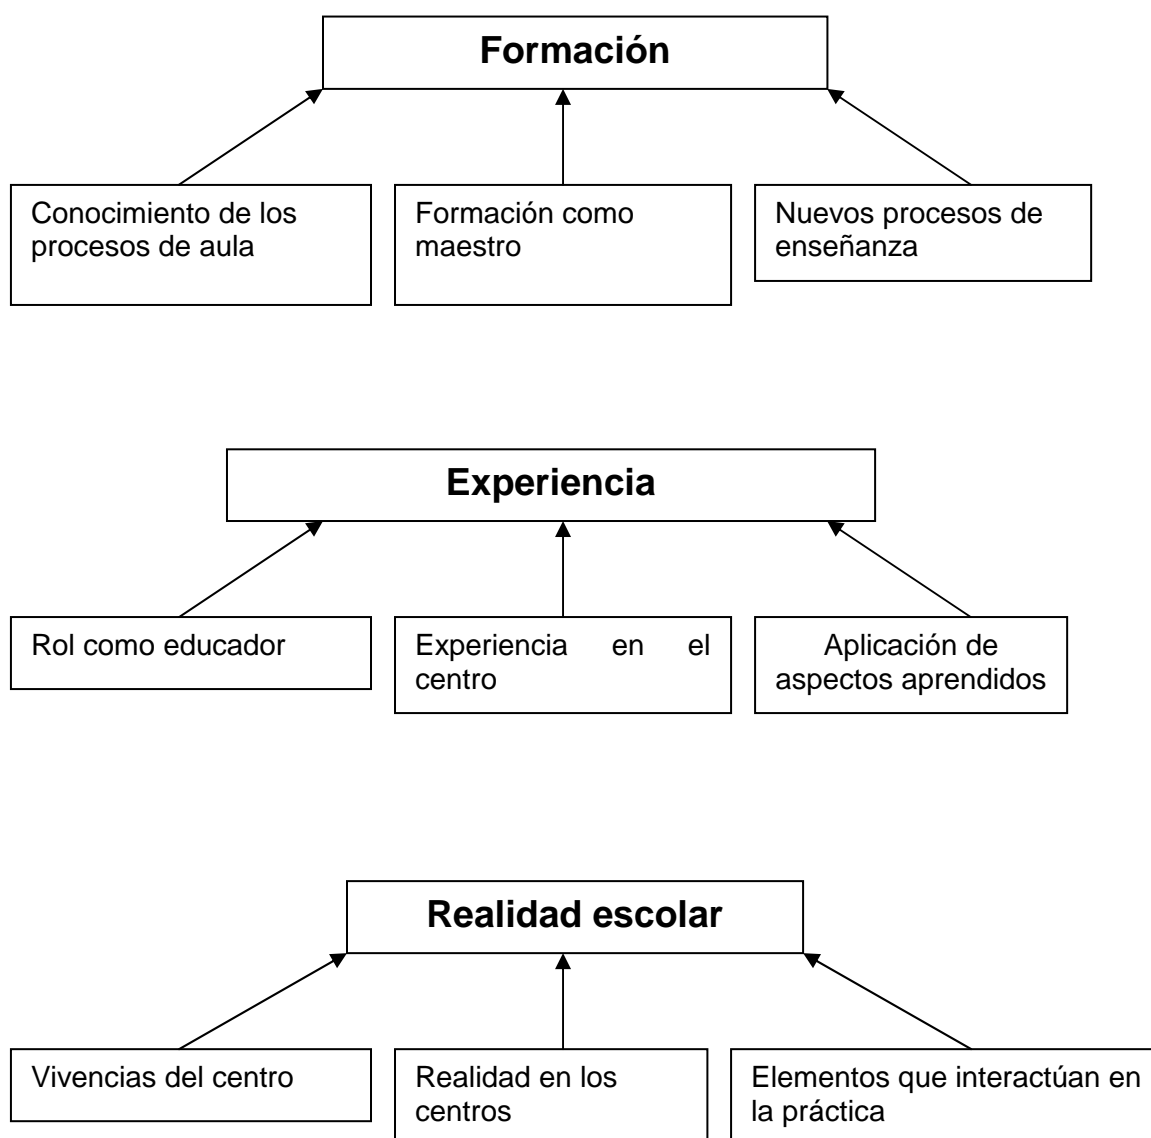 Formación
Conocimiento de los
procesos de aula
Formación como
maestro
Nuevos procesos de
enseñanza
Experiencia
Rol como educador
Experiencia en el
centro
Aplicación de
aspectos aprendidos
Realidad escolar
Vivencias del centro
Realidad en los
centros
Elementos que interactúan en
la práctica